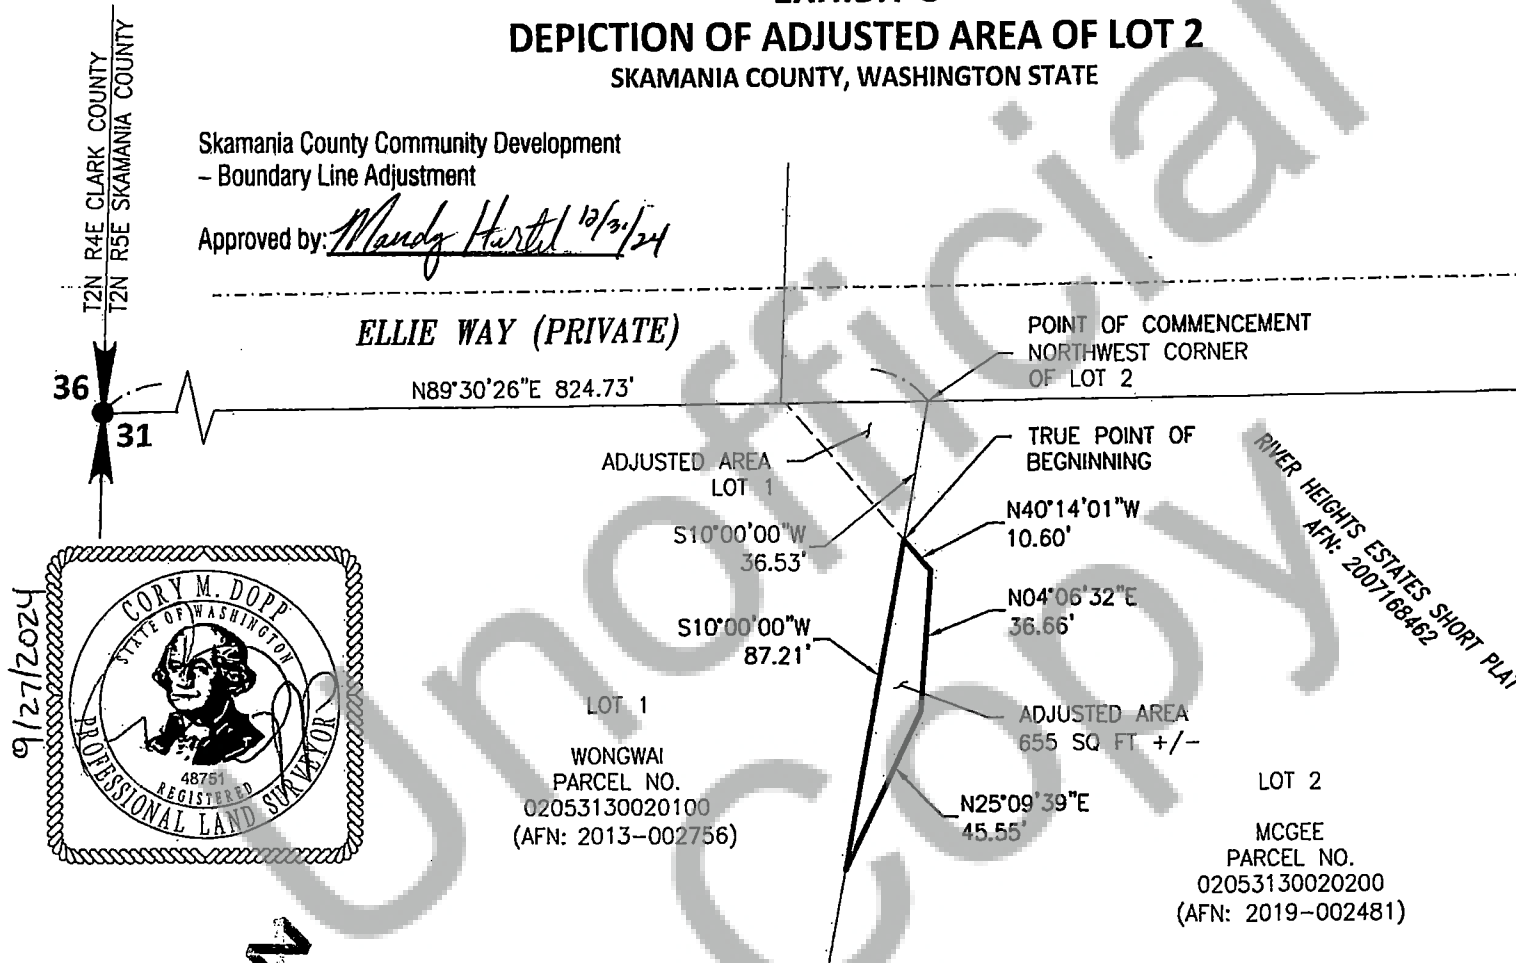 DEPICTION OF ADJUSTED AREA OF LOT 2
SKAMANIA COUNTY, WASHINGTON STATE
T2N R4E CLARK COUNTY
T2N R5E SKAMANIA COUNTY
Skamania County Community Development
– Boundary Line Adjustment
Approved by: Mandy Hertel 12/31/24
ELLIE WAY (PRIVATE)
POINT OF COMMENCEMENT
NORTHWEST CORNER
OF LOT 2
36
31
N89°30'26"E 824.73'
TRUE POINT OF
BEGNINNING
ADJUSTED AREA
LOT 1
S10°00'00"W
36.53'
N40°14'01"W
10.60'
RIVER HEIGHTS ESTATES SHORT PLAT
AFN: 2007168462
N04°06'32"E
36.66'
S10°00'00"W
87.21'
ADJUSTED AREA
655 SQ FT +/-
N25°09'39"E
45.55'
LOT 1
WONGWAI
PARCEL NO.
02053130020100
(AFN: 2013-002756)
LOT 2
MCGEE
PARCEL NO.
02053130020200
(AFN: 2019-002481)
9/27/2024
CORY M. DOPP
STATE OF WASHINGTON
48751
REGISTERED
PROFESSIONAL LAND SURVEYOR
N
Unofficial
Copy